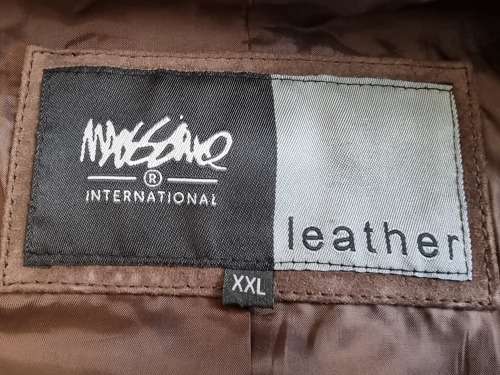 Mossimo
®
INTERNATIONAL
leather
XXL